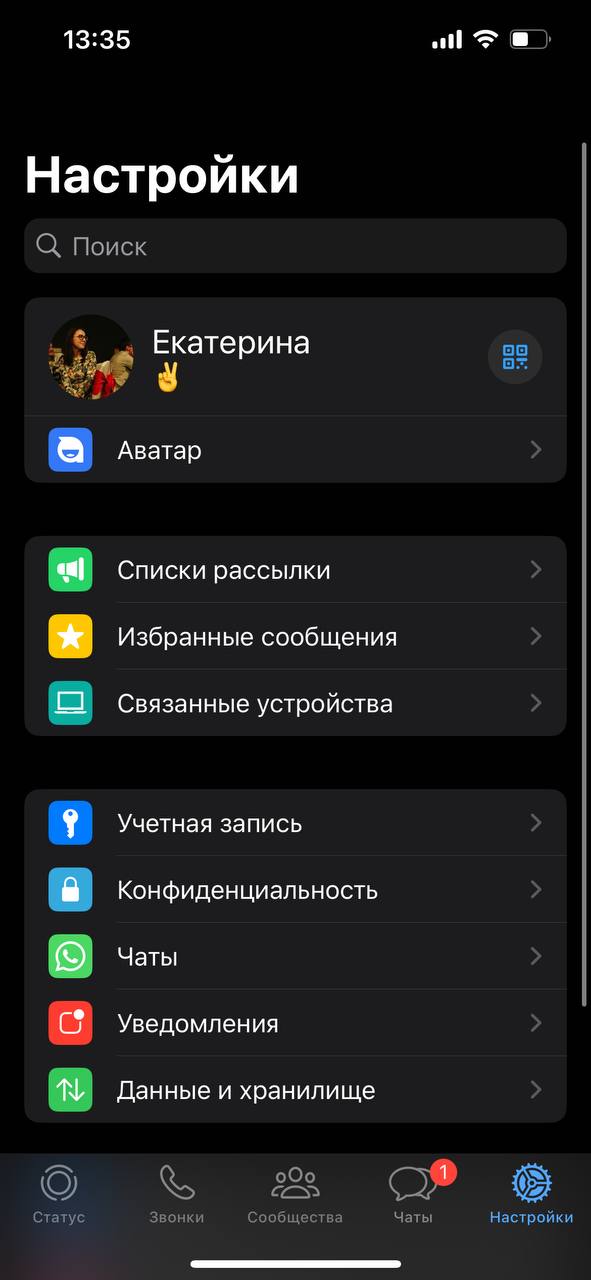 13:35
Настройки
Поиск
Екатерина
✌️
Аватар
Списки рассылки
Избранные сообщения
Связанные устройства
Учетная запись
Конфиденциальность
Чаты
Уведомления
Данные и хранилище
1
Статус Звонки Сообщества Чаты Настройки